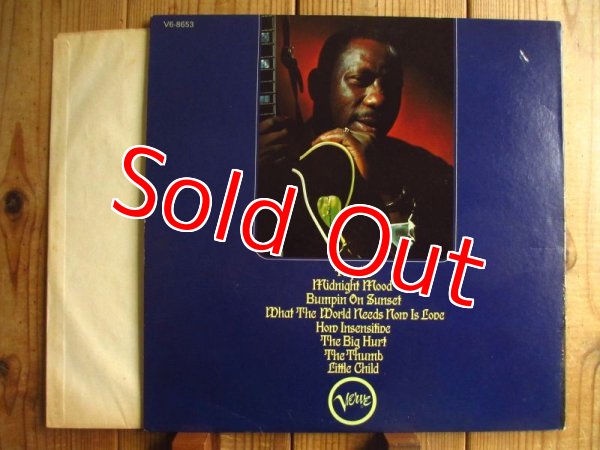 V6-8653
Sold Out
Midnight Mood
Bumpin On Sunset
What The World Needs Now Is Love
How Insensitive
The Big Hurt
The Thumb
Little Child
Verve